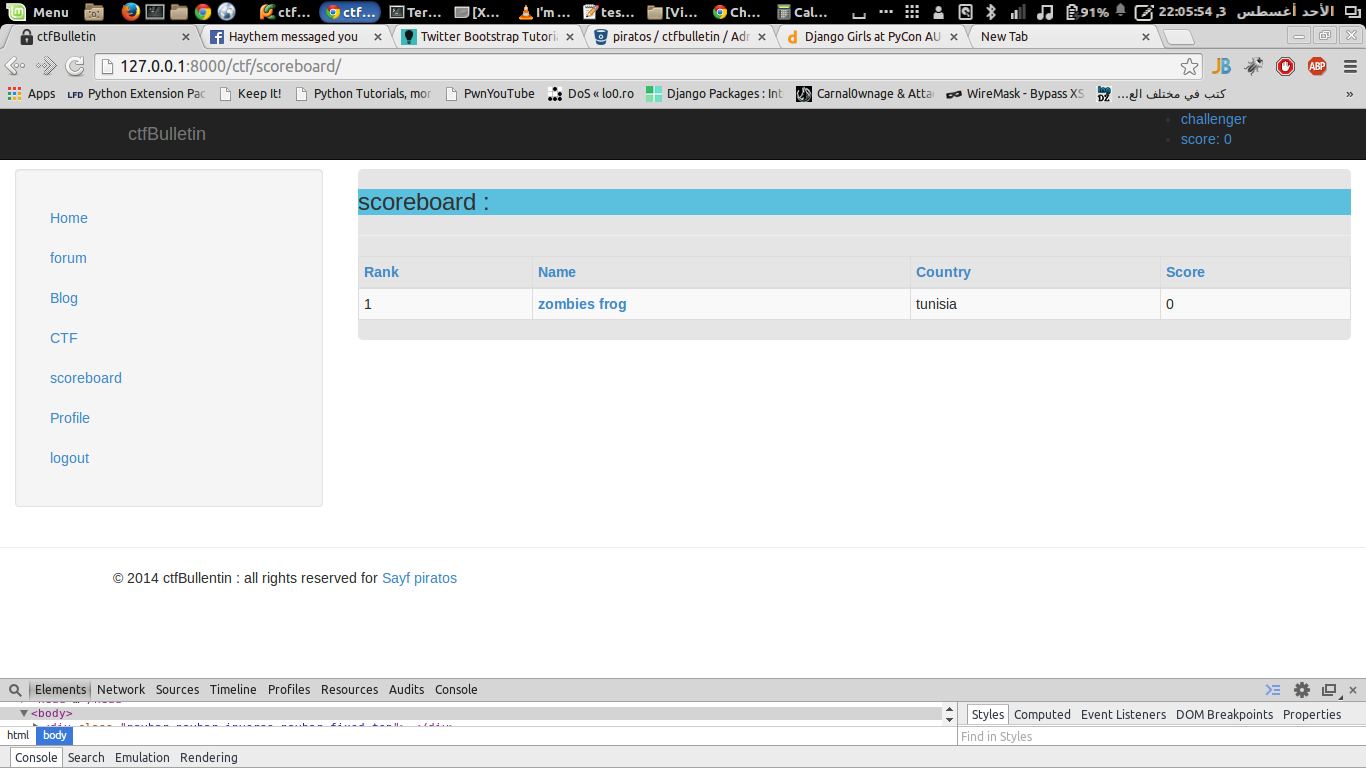 Menu ctf... ctf... Ter... [X... I'm ... tes... [Vi... Ch... Cal... 91% 22:05:54 ,3 الأحد أغسطس
ctfBulletin Haythem messaged you Twitter Bootstrap Tutori piratos / ctfbulletin / Adr Django Girls at PyCon AU New Tab
127.0.0.1:8000/ctf/scoreboard/
Apps LFD Python Extension Pac Keep It! Python Tutorials, mor PwnYouTube DoS « lo0.ro Django Packages : Int Carnal0wnage & Atta WireMask - Bypass XS كتب في مختلف الع... »
ctfBulletin
challenger
score: 0
Home
forum
Blog
CTF
scoreboard
Profile
logout
scoreboard :
Rank Name Country Score
1 zombies frog tunisia 0
© 2014 ctfBullentin : all rights reserved for Sayf piratos
Elements Network Sources Timeline Profiles Resources Audits Console
<body>
html body
Styles Computed Event Listeners DOM Breakpoints Properties
Find in Styles
Console Search Emulation Rendering